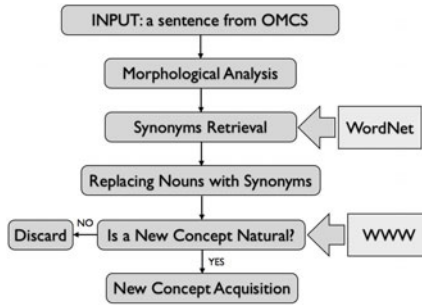 INPUT: a sentence from OMCS
Morphological Analysis
Synonyms Retrieval
WordNet
Replacing Nouns with Synonyms
Discard
NO
Is a New Concept Natural?
WWW
YES
New Concept Acquisition